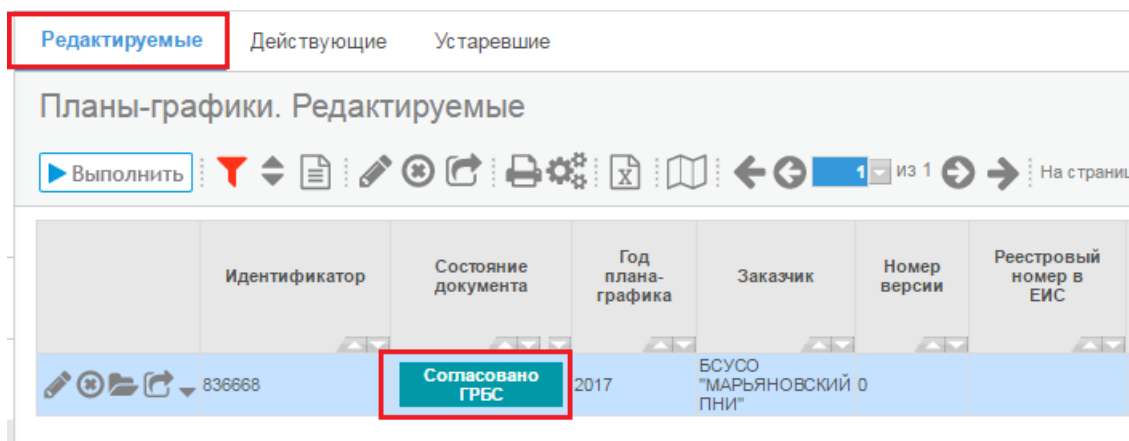 Редактируемые Действующие Устаревшие
Планы-графики. Редактируемые
Выполнить 1 из 1 На страниц
Идентификатор
Состояние
документа
Год
плана-
графика
Заказчик
Номер
версии
Реестровый
номер в
ЕИС
836668
Согласовано
ГРБС
2017
БСУСО
"МАРЬЯНОВСКИЙ
ПНИ"
0